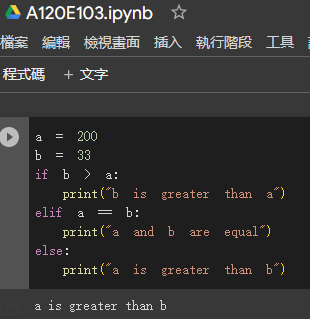 A120E103.ipynb
檔案 編輯 檢視畫面 插入 執行階段 工具
程式碼 + 文字
a = 200
b = 33
if b > a:
    print("b is greater than a")
elif a == b:
    print("a and b are equal")
else:
    print("a is greater than b")
a is greater than b